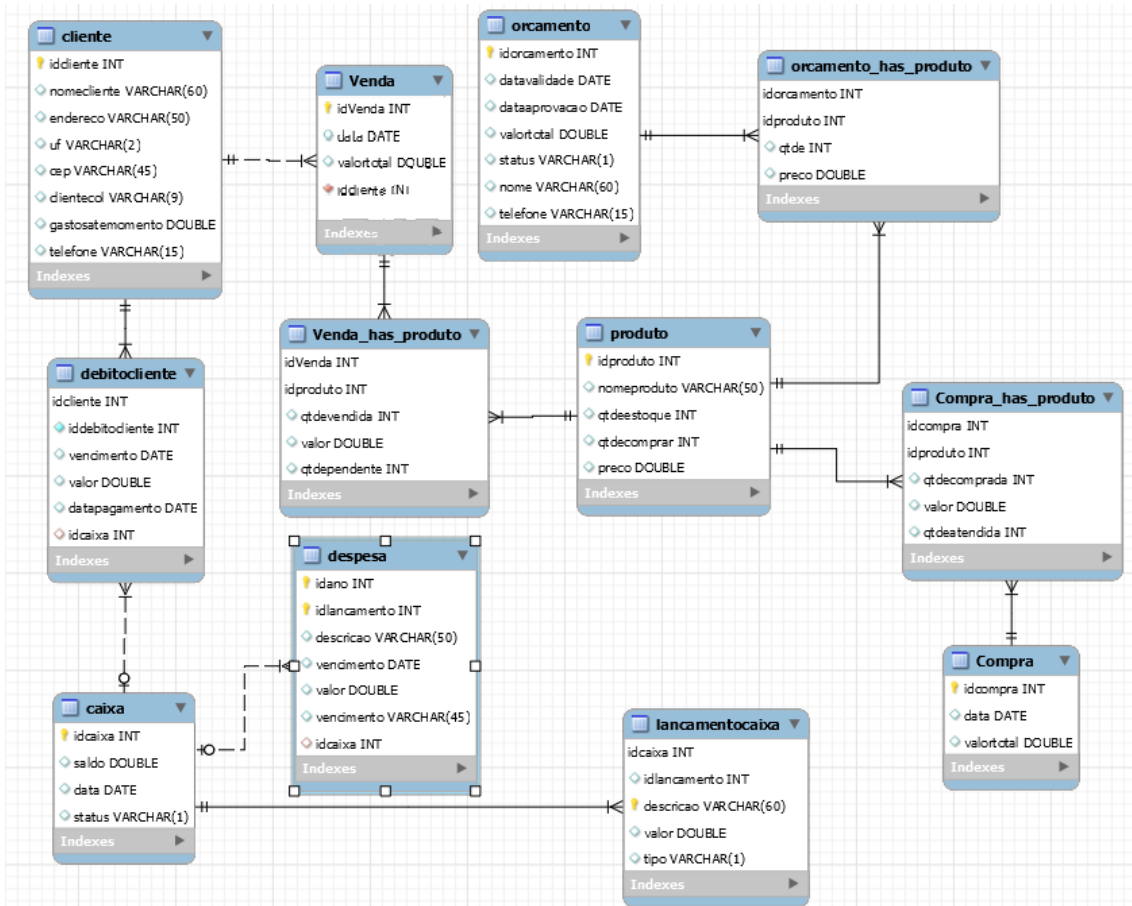 cliente
idcliente INT
nomecliente VARCHAR(60)
endereco VARCHAR(50)
uf VARCHAR(2)
cep VARCHAR(45)
clientecol VARCHAR(9)
gastosatemomento DOUBLE
telefone VARCHAR(15)
Indexes
Venda
idVenda INT
data DATE
valortotal DOUBLE
idcliente INT
Indexes
orcamento
idorcamento INT
datavalidade DATE
dataaprovacao DATE
valortotal DOUBLE
status VARCHAR(1)
nome VARCHAR(60)
telefone VARCHAR(15)
Indexes
orcamento_has_produto
idorcamento INT
idproduto INT
qtde INT
preco DOUBLE
Indexes
debitocliente
idcliente INT
iddebitocliente INT
vencimento DATE
valor DOUBLE
datapagamento DATE
idcaixa INT
Indexes
Venda_has_produto
idVenda INT
idproduto INT
qtdevendida INT
valor DOUBLE
qtdependente INT
Indexes
produto
idproduto INT
nomeproduto VARCHAR(50)
qtdeestoque INT
qtdecomprar INT
preco DOUBLE
Indexes
Compra_has_produto
idcompra INT
idproduto INT
qtdecomprada INT
valor DOUBLE
qtdeatendida INT
Indexes
despesa
idano INT
idlancamento INT
descricao VARCHAR(50)
vencimento DATE
valor DOUBLE
vencimento VARCHAR(45)
idcaixa INT
Indexes
Compra
idcompra INT
data DATE
valortotal DOUBLE
Indexes
caixa
idcaixa INT
saldo DOUBLE
data DATE
status VARCHAR(1)
Indexes
lancamentocaixa
idcaixa INT
idlancamento INT
descricao VARCHAR(60)
valor DOUBLE
tipo VARCHAR(1)
Indexes